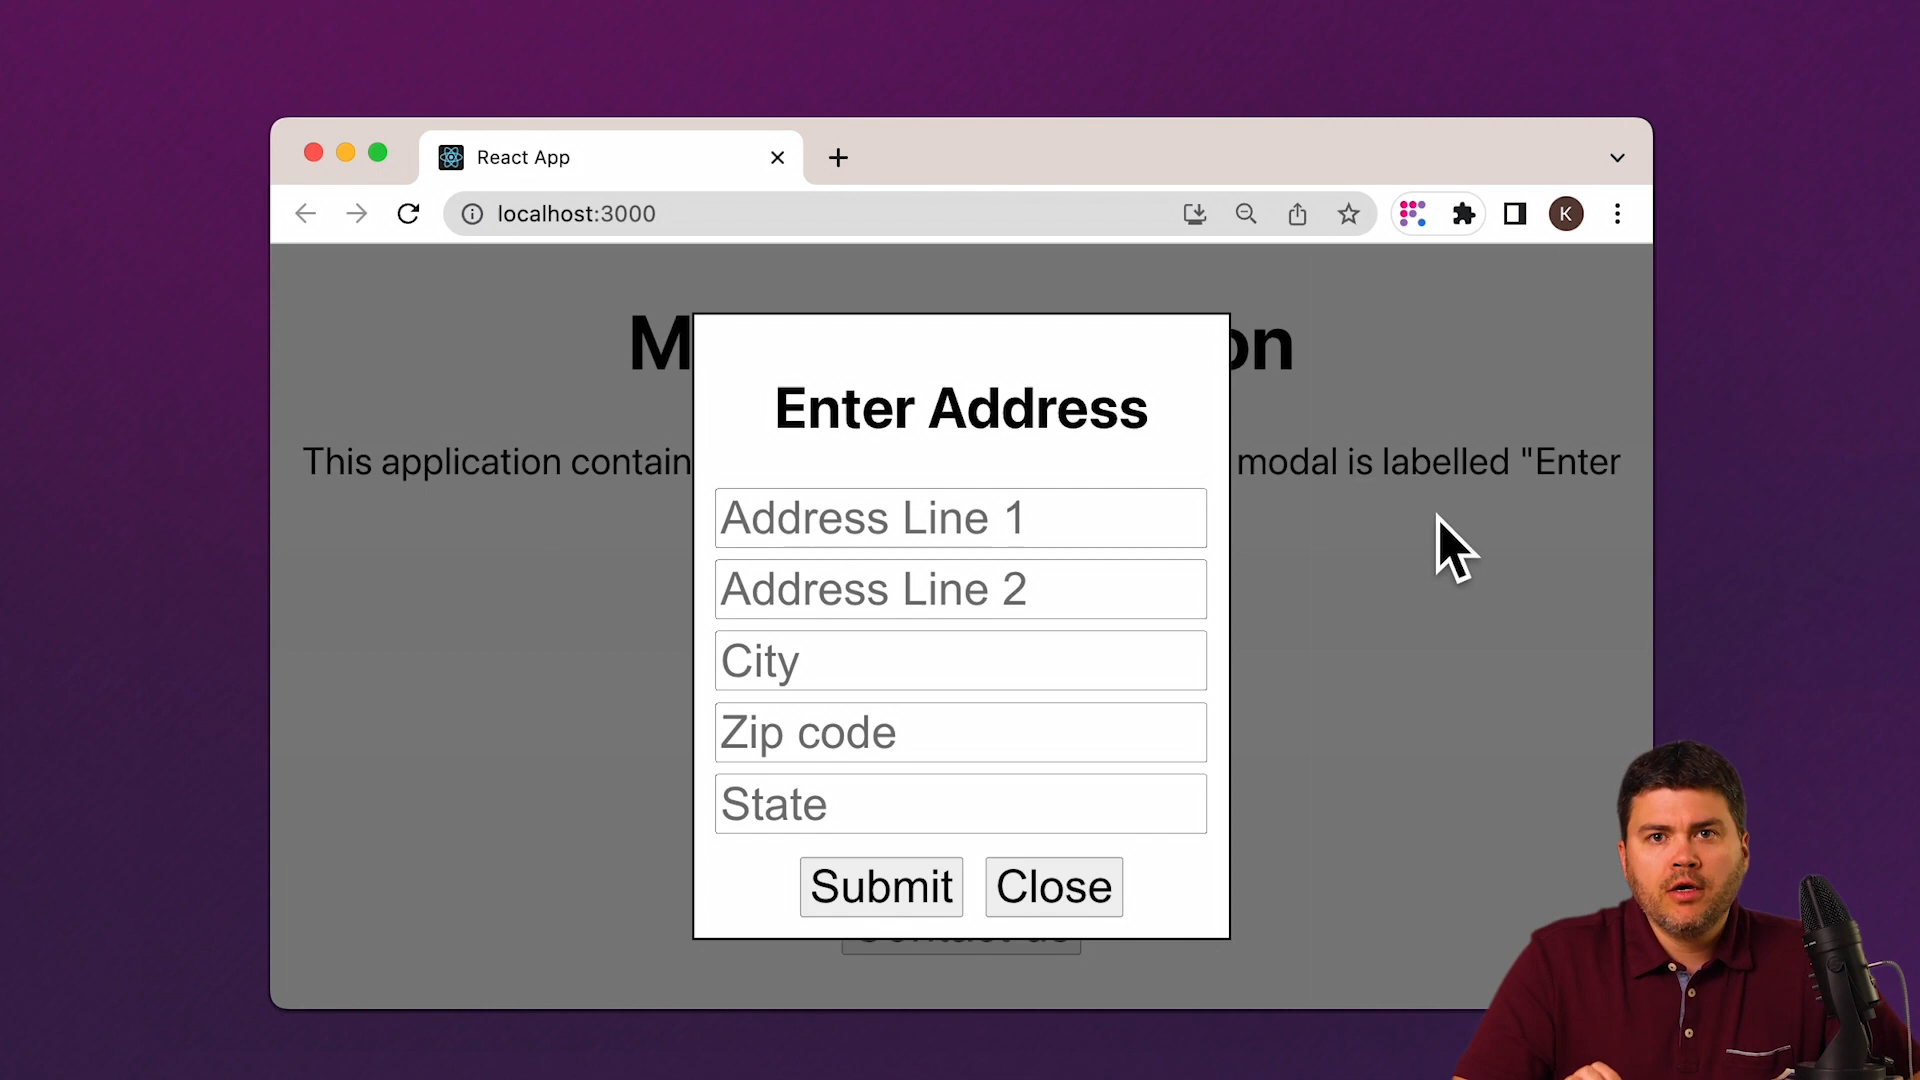 React App
localhost:3000
K
Enter Address
This application contain
modal is labelled "Enter
Address Line 1
Address Line 2
City
Zip code
State
Submit Close